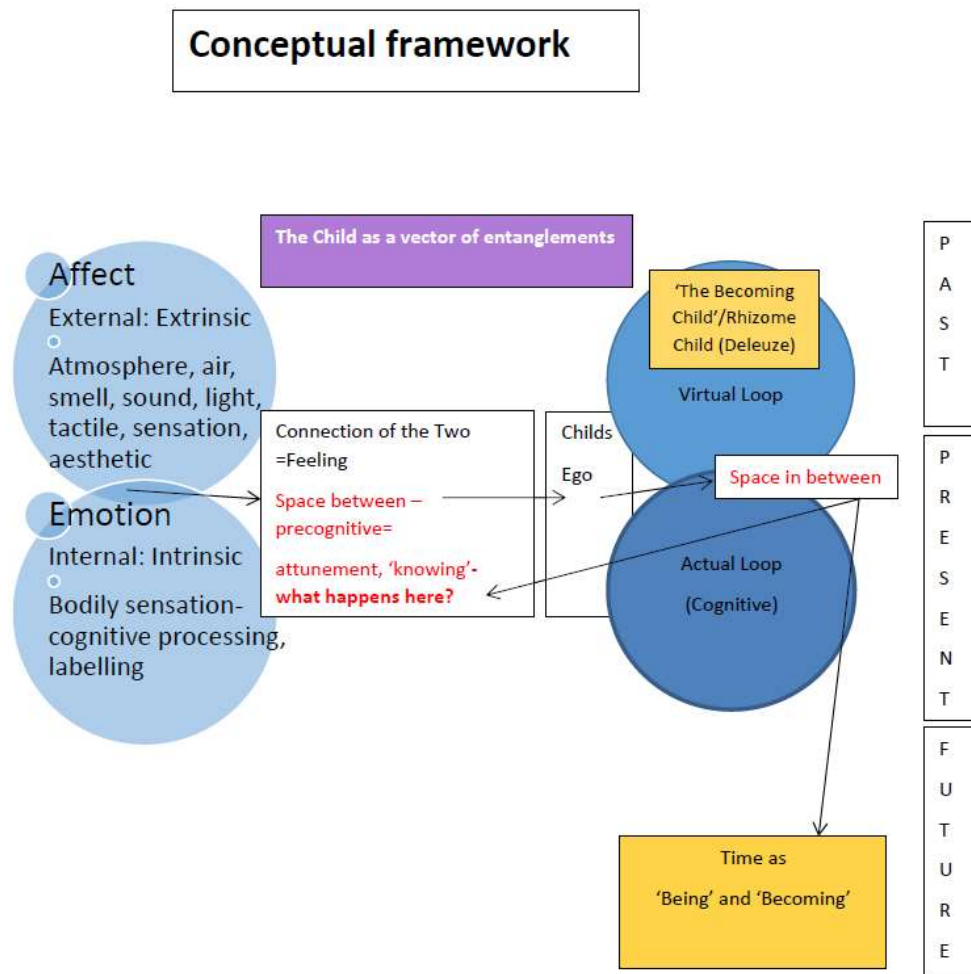 Conceptual framework
The Child as a vector of entanglements
Affect
External: Extrinsic
Atmosphere, air,
smell, sound, light,
tactile, sensation,
aesthetic
Emotion
Internal: Intrinsic
Bodily sensation-
cognitive processing,
labelling
Connection of the Two
=Feeling
Space between –
precognitive=
attunement, ‘knowing’-
what happens here?
Childs
Ego
‘The Becoming
Child’/Rhizome
Child (Deleuze)
Virtual Loop
Space in between
Actual Loop
(Cognitive)
Time as
‘Being’ and ‘Becoming’
P
A
S
T
P
R
E
S
E
N
T
F
U
T
U
R
E